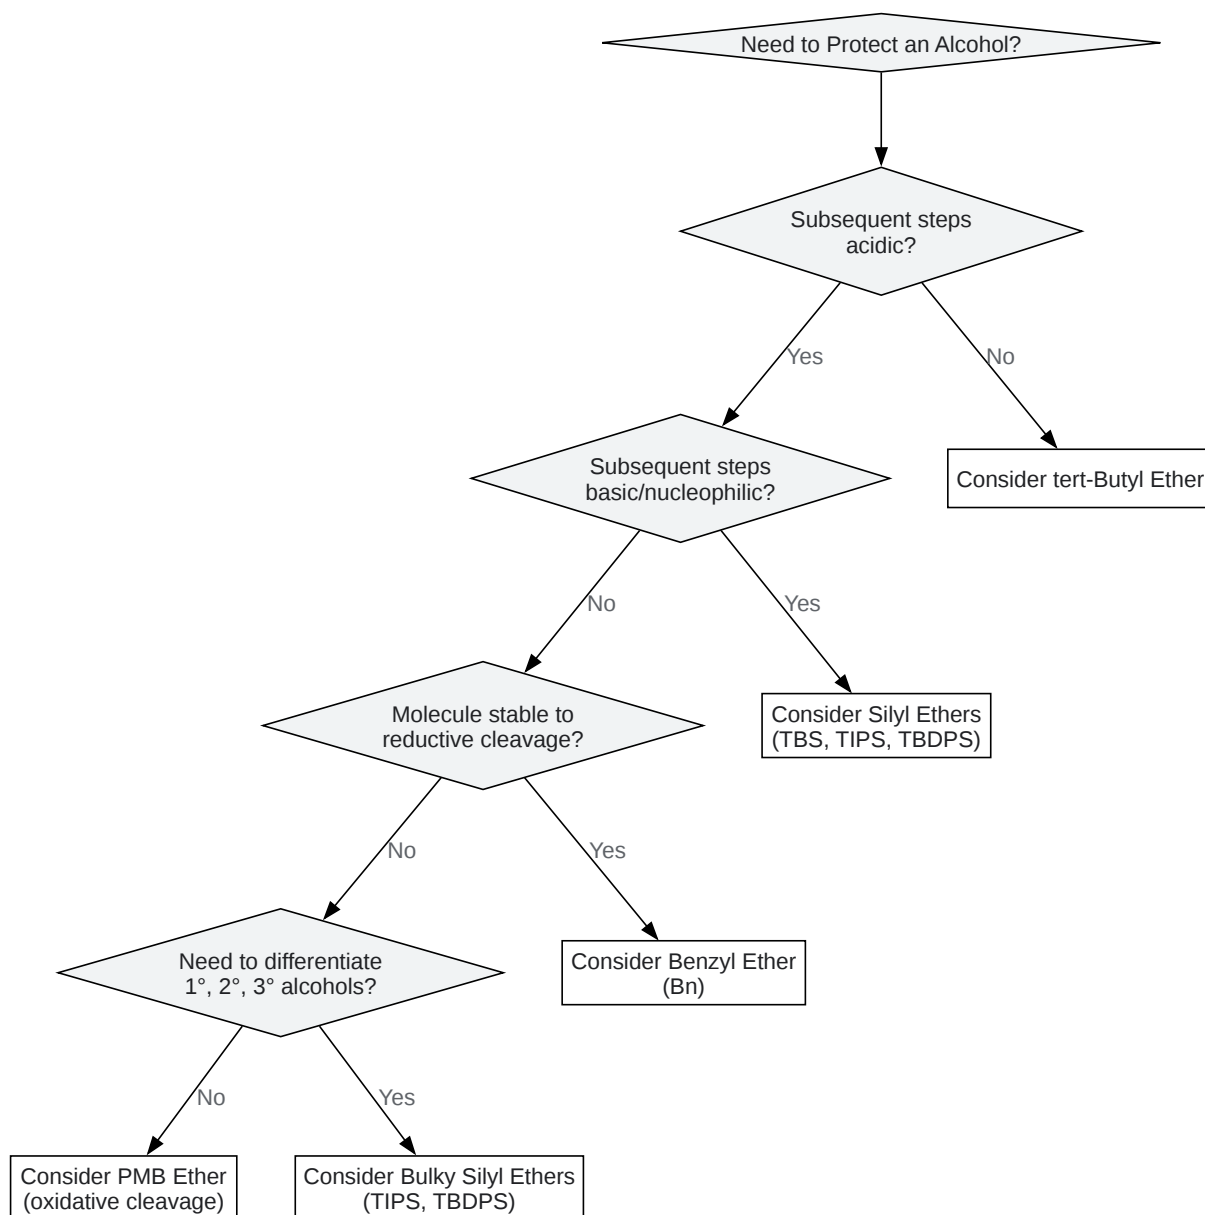 Need to Protect an Alcohol?
Subsequent steps
acidic?
Yes
No
Subsequent steps
basic/nucleophilic?
Consider tert-Butyl Ether
No
Yes
Molecule stable to
reductive cleavage?
Consider Silyl Ethers
(TBS, TIPS, TBDPS)
No
Yes
Need to differentiate
1°, 2°, 3° alcohols?
Consider Benzyl Ether
(Bn)
No
Yes
Consider PMB Ether
(oxidative cleavage)
Consider Bulky Silyl Ethers
(TIPS, TBDPS)